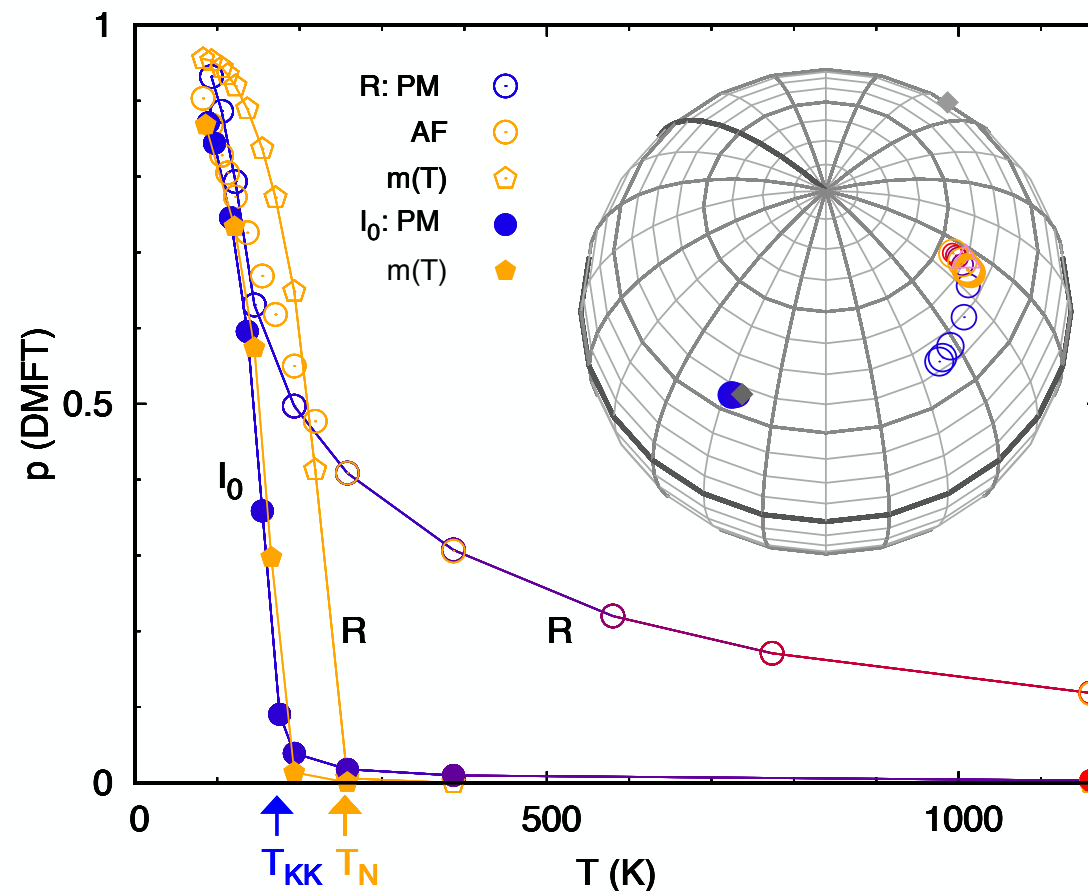 1
R: PM
AF
m(T)
I0: PM
m(T)
p (DMFT)
0.5
I0
R
R
0
0
500
1000
TKK
TN
T (K)